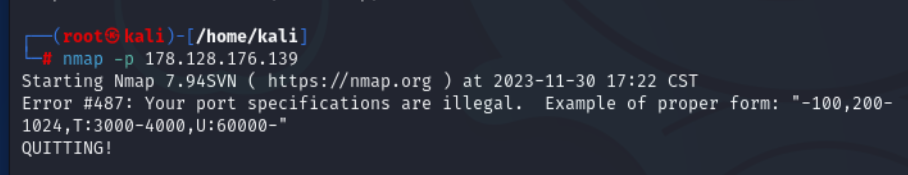 ┌──(root㉿kali)-[/home/kali]
└─# nmap -p 178.128.176.139
Starting Nmap 7.94SVN ( https://nmap.org ) at 2023-11-30 17:22 CST
Error #487: Your port specifications are illegal.  Example of proper form: "-100,200-
1024,T:3000-4000,U:60000-"
QUITTING!